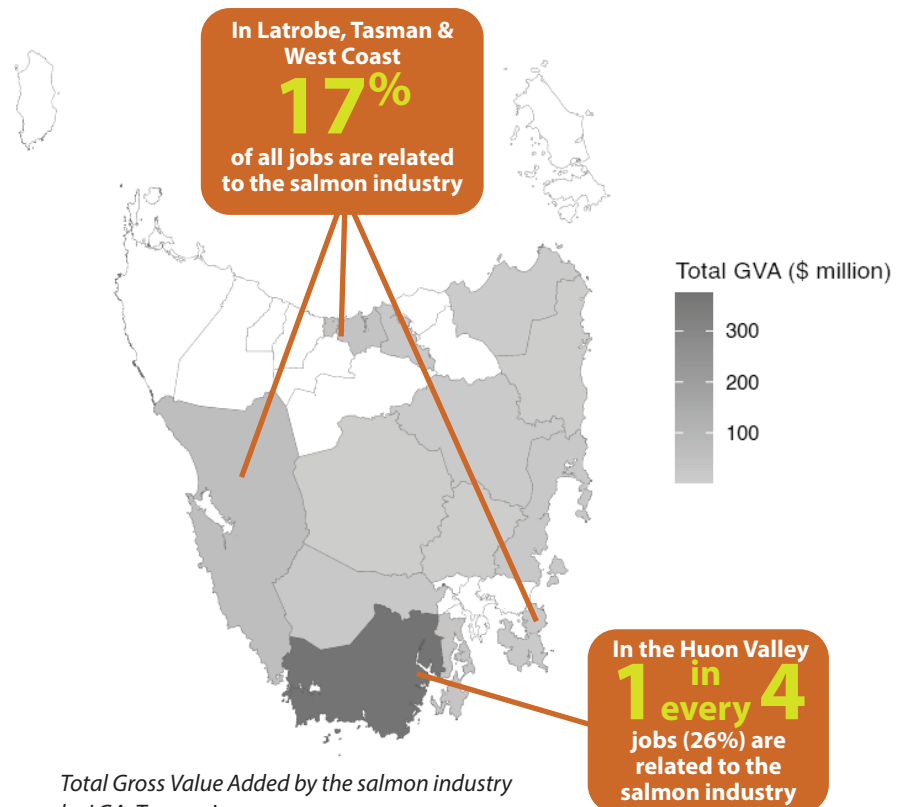 In Latrobe, Tasman &
West Coast
17%
of all jobs are related
to the salmon industry
Total GVA ($ million)
300
200
100
In the Huon Valley
1 in every 4
jobs (26%) are
related to the
salmon industry
Total Gross Value Added by the salmon industry